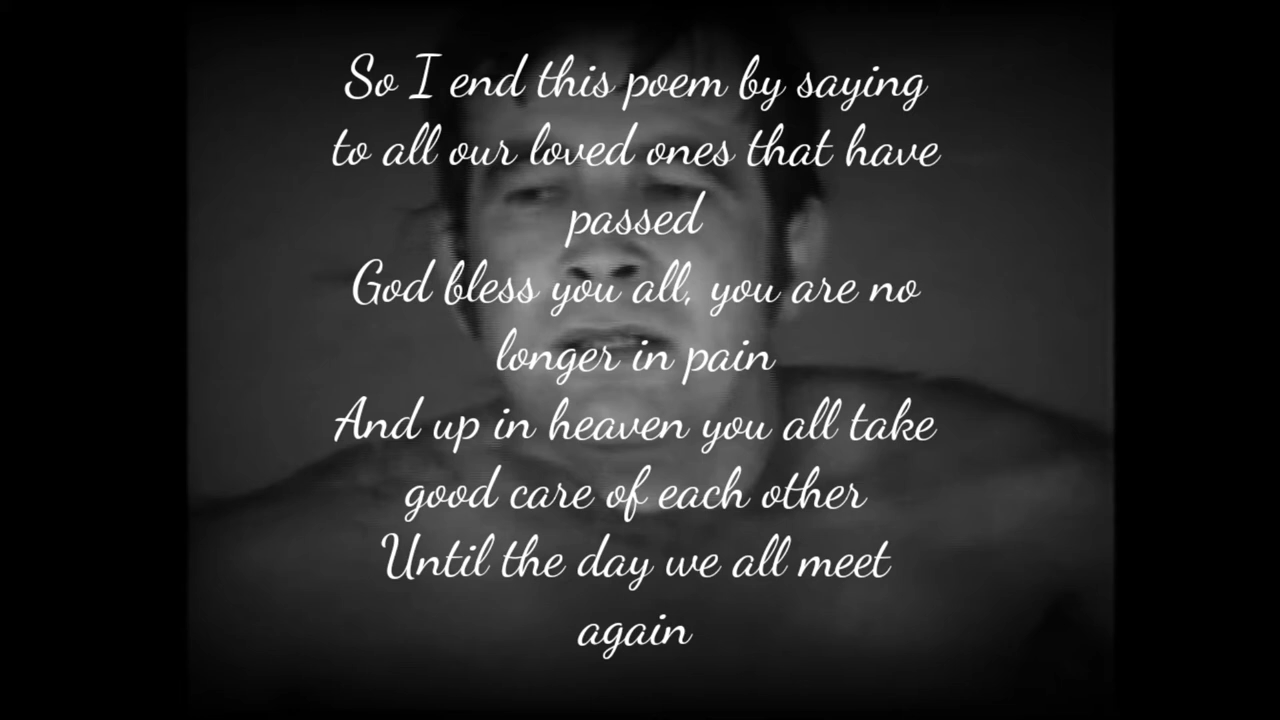 So I end this poem by saying
to all our loved ones that have
passed
God bless you all, you are no
longer in pain
And up in heaven you all take
good care of each other
Until the day we all meet
again